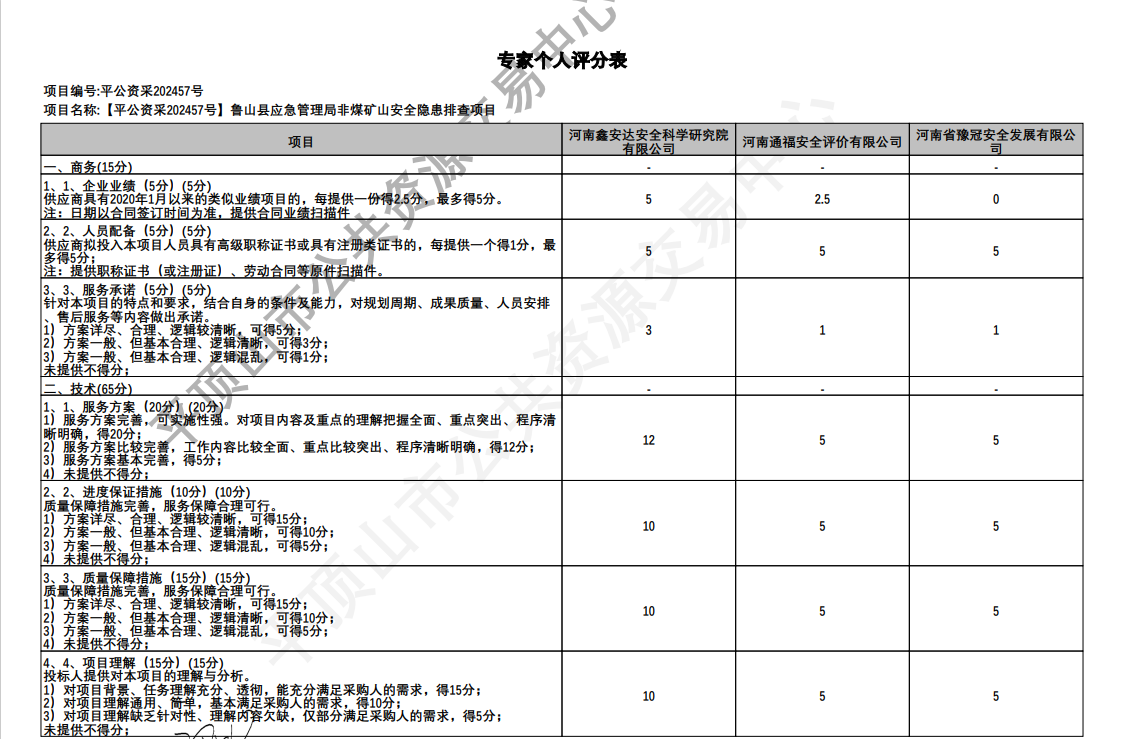 专家个人评分表
项目编号:平公资采202457号
项目名称:【平公资采202457号】鲁山县应急管理局非煤矿山安全隐患排查项目
项目
河南鑫安达安全科学研究院
有限公司
河南通福安全评价有限公司
河南省豫冠安全发展有限公
司
一、商务(15分)
-
-
-
1、1、企业业绩（5分）(5分)
供应商具有2020年1月以来的类似业绩项目的，每提供一份得2.5分，最多得5分。
注：日期以合同签订时间为准，提供合同业绩扫描件
5
2.5
0
2、2、人员配备（5分）(5分)
供应商拟投入本项目人员具有高级职称证书或具有注册类证书的，每提供一个得1分，最
多得5分；
注：提供职称证书（或注册证）、劳动合同等原件扫描件。
5
5
5
3、3、服务承诺（5分）(5分)
针对本项目的特点和要求，结合自身的条件及能力，对规划周期、成果质量、人员安排
、售后服务等内容做出承诺。
1）方案详尽、合理、逻辑较清晰，可得5分；
2）方案一般、但基本合理、逻辑清晰，可得3分；
3）方案一般、但基本合理、逻辑混乱，可得1分；
未提供不得分；
3
1
1
二、技术(65分)
-
-
-
1、1、服务方案（20分）(20分)
1）服务方案完善，可实施性强。对项目内容及重点的理解把握全面、重点突出、程序清
晰明确，得20分；
2）服务方案比较完善，工作内容比较全面、重点比较突出、程序清晰明确，得12分；
3）服务方案基本完善，得5分；
4）未提供不得分；
12
5
5
2、2、进度保证措施（10分）(10分)
质量保障措施完善，服务保障合理可行。
1）方案详尽、合理、逻辑较清晰，可得15分；
2）方案一般、但基本合理、逻辑清晰，可得10分；
3）方案一般、但基本合理、逻辑混乱，可得5分；
4）未提供不得分；
10
5
5
3、3、质量保障措施（15分）(15分)
质量保障措施完善，服务保障合理可行。
1）方案详尽、合理、逻辑较清晰，可得15分；
2）方案一般、但基本合理、逻辑清晰，可得10分；
3）方案一般、但基本合理、逻辑混乱，可得5分；
4）未提供不得分；
10
5
5
4、4、项目理解（15分）(15分)
投标人提供对本项目的理解与分析。
1）对项目背景、任务理解充分、透彻，能充分满足采购人的需求，得15分；
2）对项目理解通用、简单，基本满足采购人的需求，得10分；
3）对项目理解缺乏针对性、理解内容欠缺，仅部分满足采购人的需求，得5分；
未提供不得分；
10
5
5
平顶山市公共资源交易中心
平顶山市公共资源交易中心